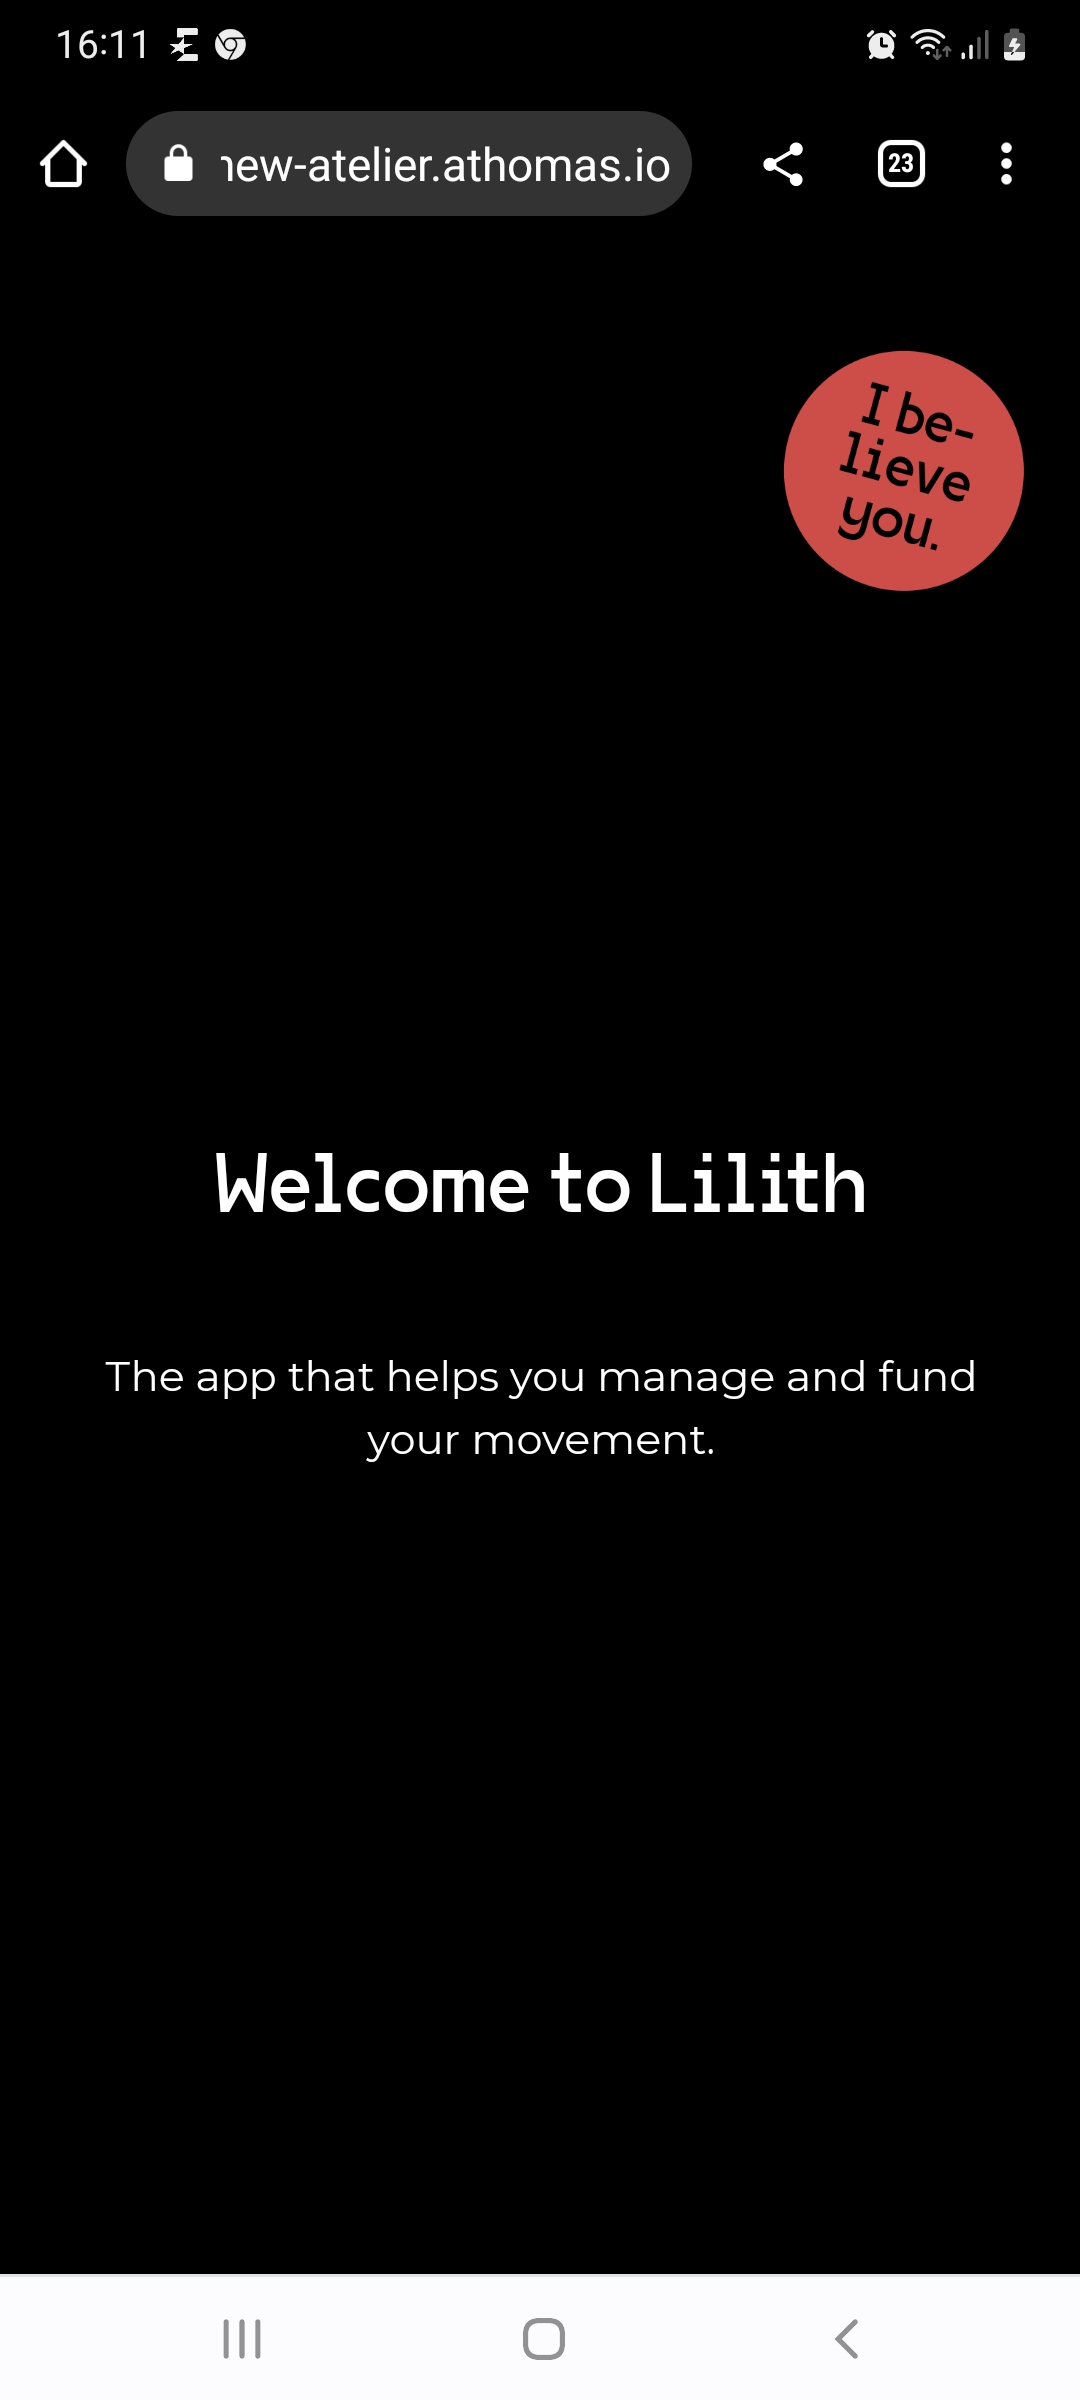 16:11
new-atelier.athomas.io
23
I be-
lieve
you.
Welcome to Lilith
The app that helps you manage and fund
your movement.